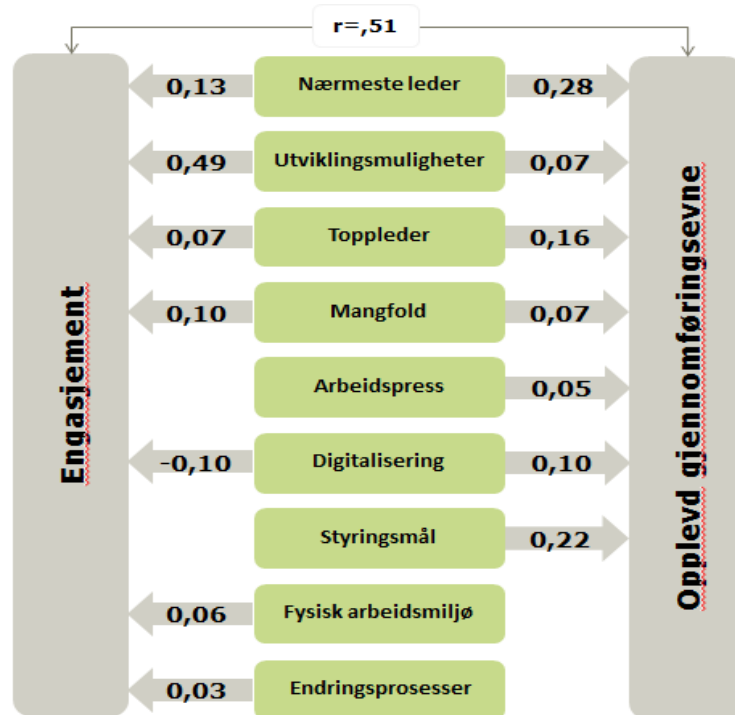 r=,51
0,13 Nærmeste leder 0,28
0,49 Utviklingsmuligheter 0,07
0,07 Toppleder 0,16
0,10 Mangfold 0,07
Arbeidspress 0,05
-0,10 Digitalisering 0,10
Styringsmål 0,22
0,06 Fysisk arbeidsmiljø
0,03 Endringsprosesser
Engasjement
Opplevd gjennomføringsevne